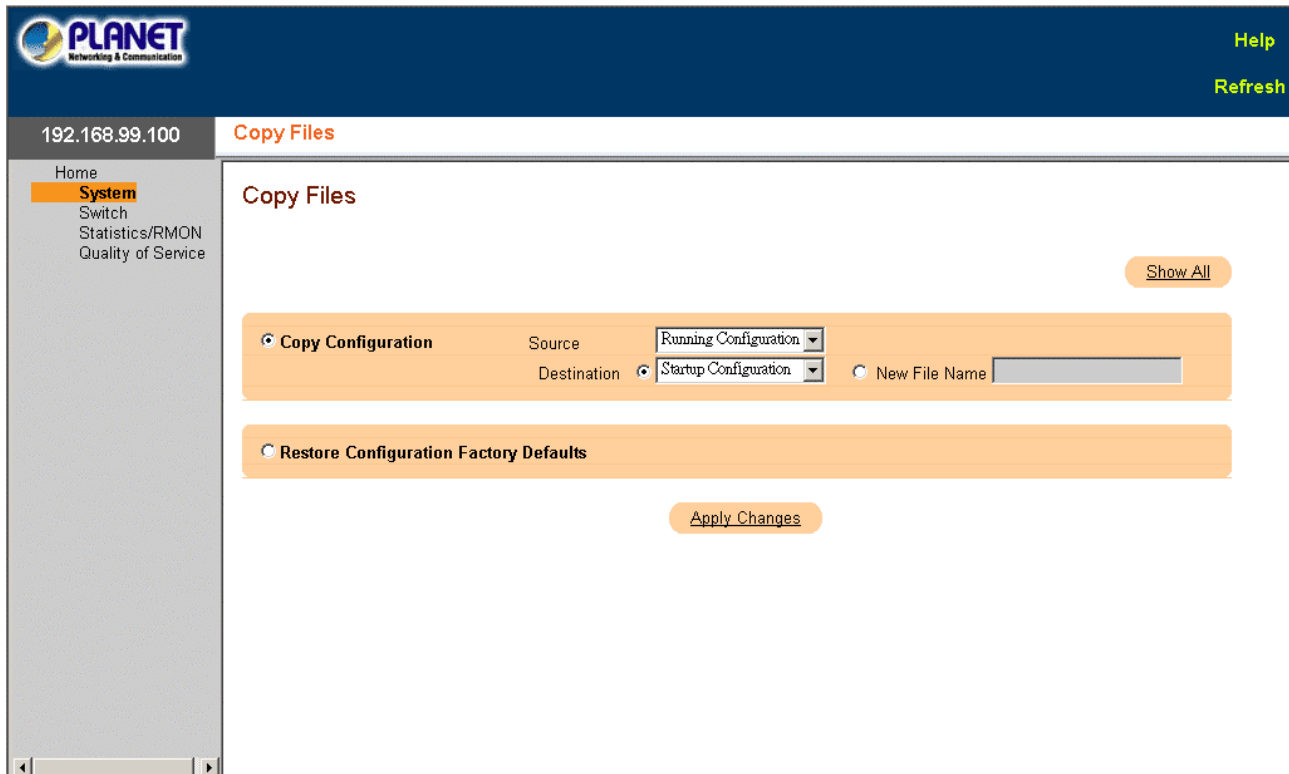 PLANET
Networking & Communication
Help
Refresh
192.168.99.100
Copy Files
Home
System
Switch
Statistics/RMON
Quality of Service
Copy Files
Show All
Copy Configuration
Source
Running Configuration
Destination
Startup Configuration
New File Name
Restore Configuration Factory Defaults
Apply Changes